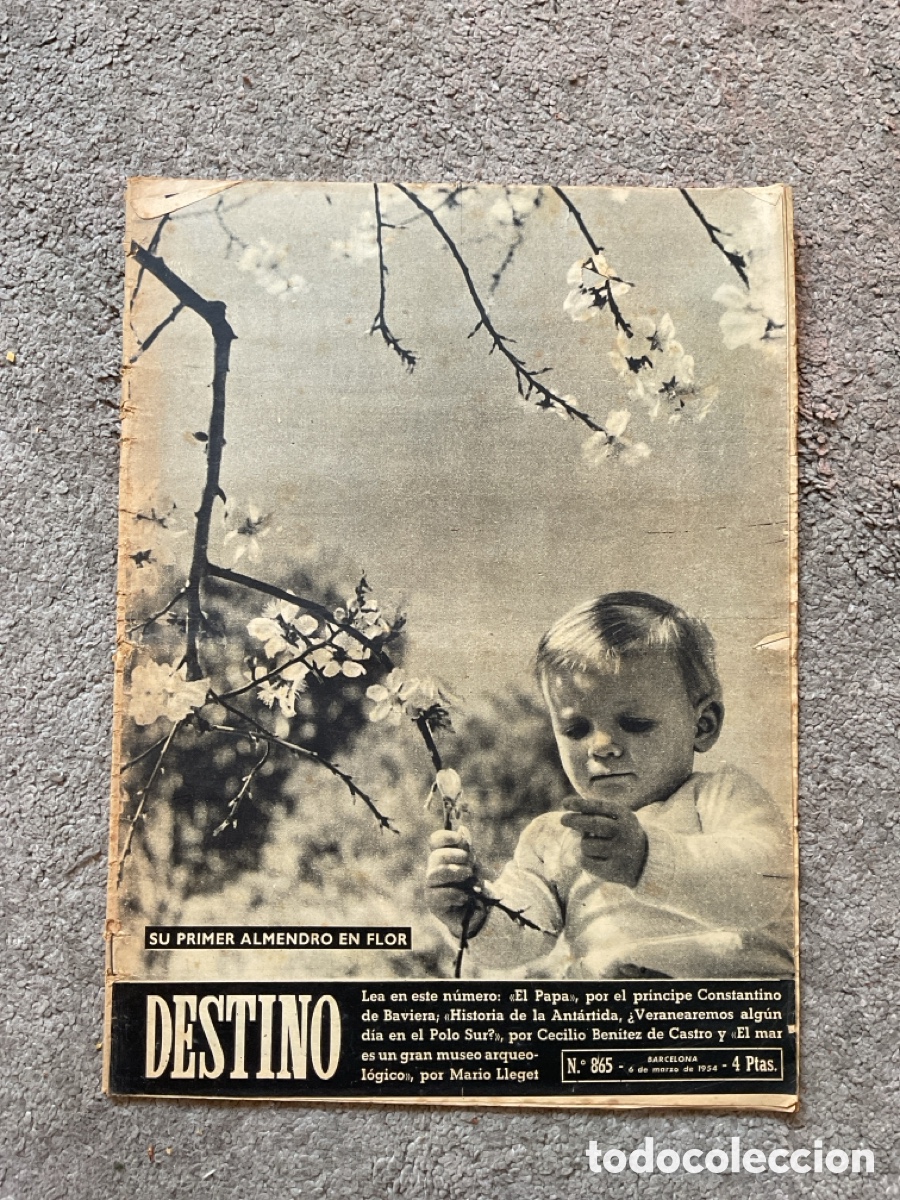 SU PRIMER ALMENDRO EN FLOR
DESTINO
Lea en este número: «El Papa», por el príncipe Constantino
de Baviera; «Historia de la Antártida, ¿Veranearemos algún
día en el Polo Sur?», por Cecilio Benítez de Castro y «El mar
es un gran museo arqueo-
lógico», por Mario Lleget
N.° 865 - BARCELONA 6 de marzo de 1954 - 4 Ptas.
todocoleccion